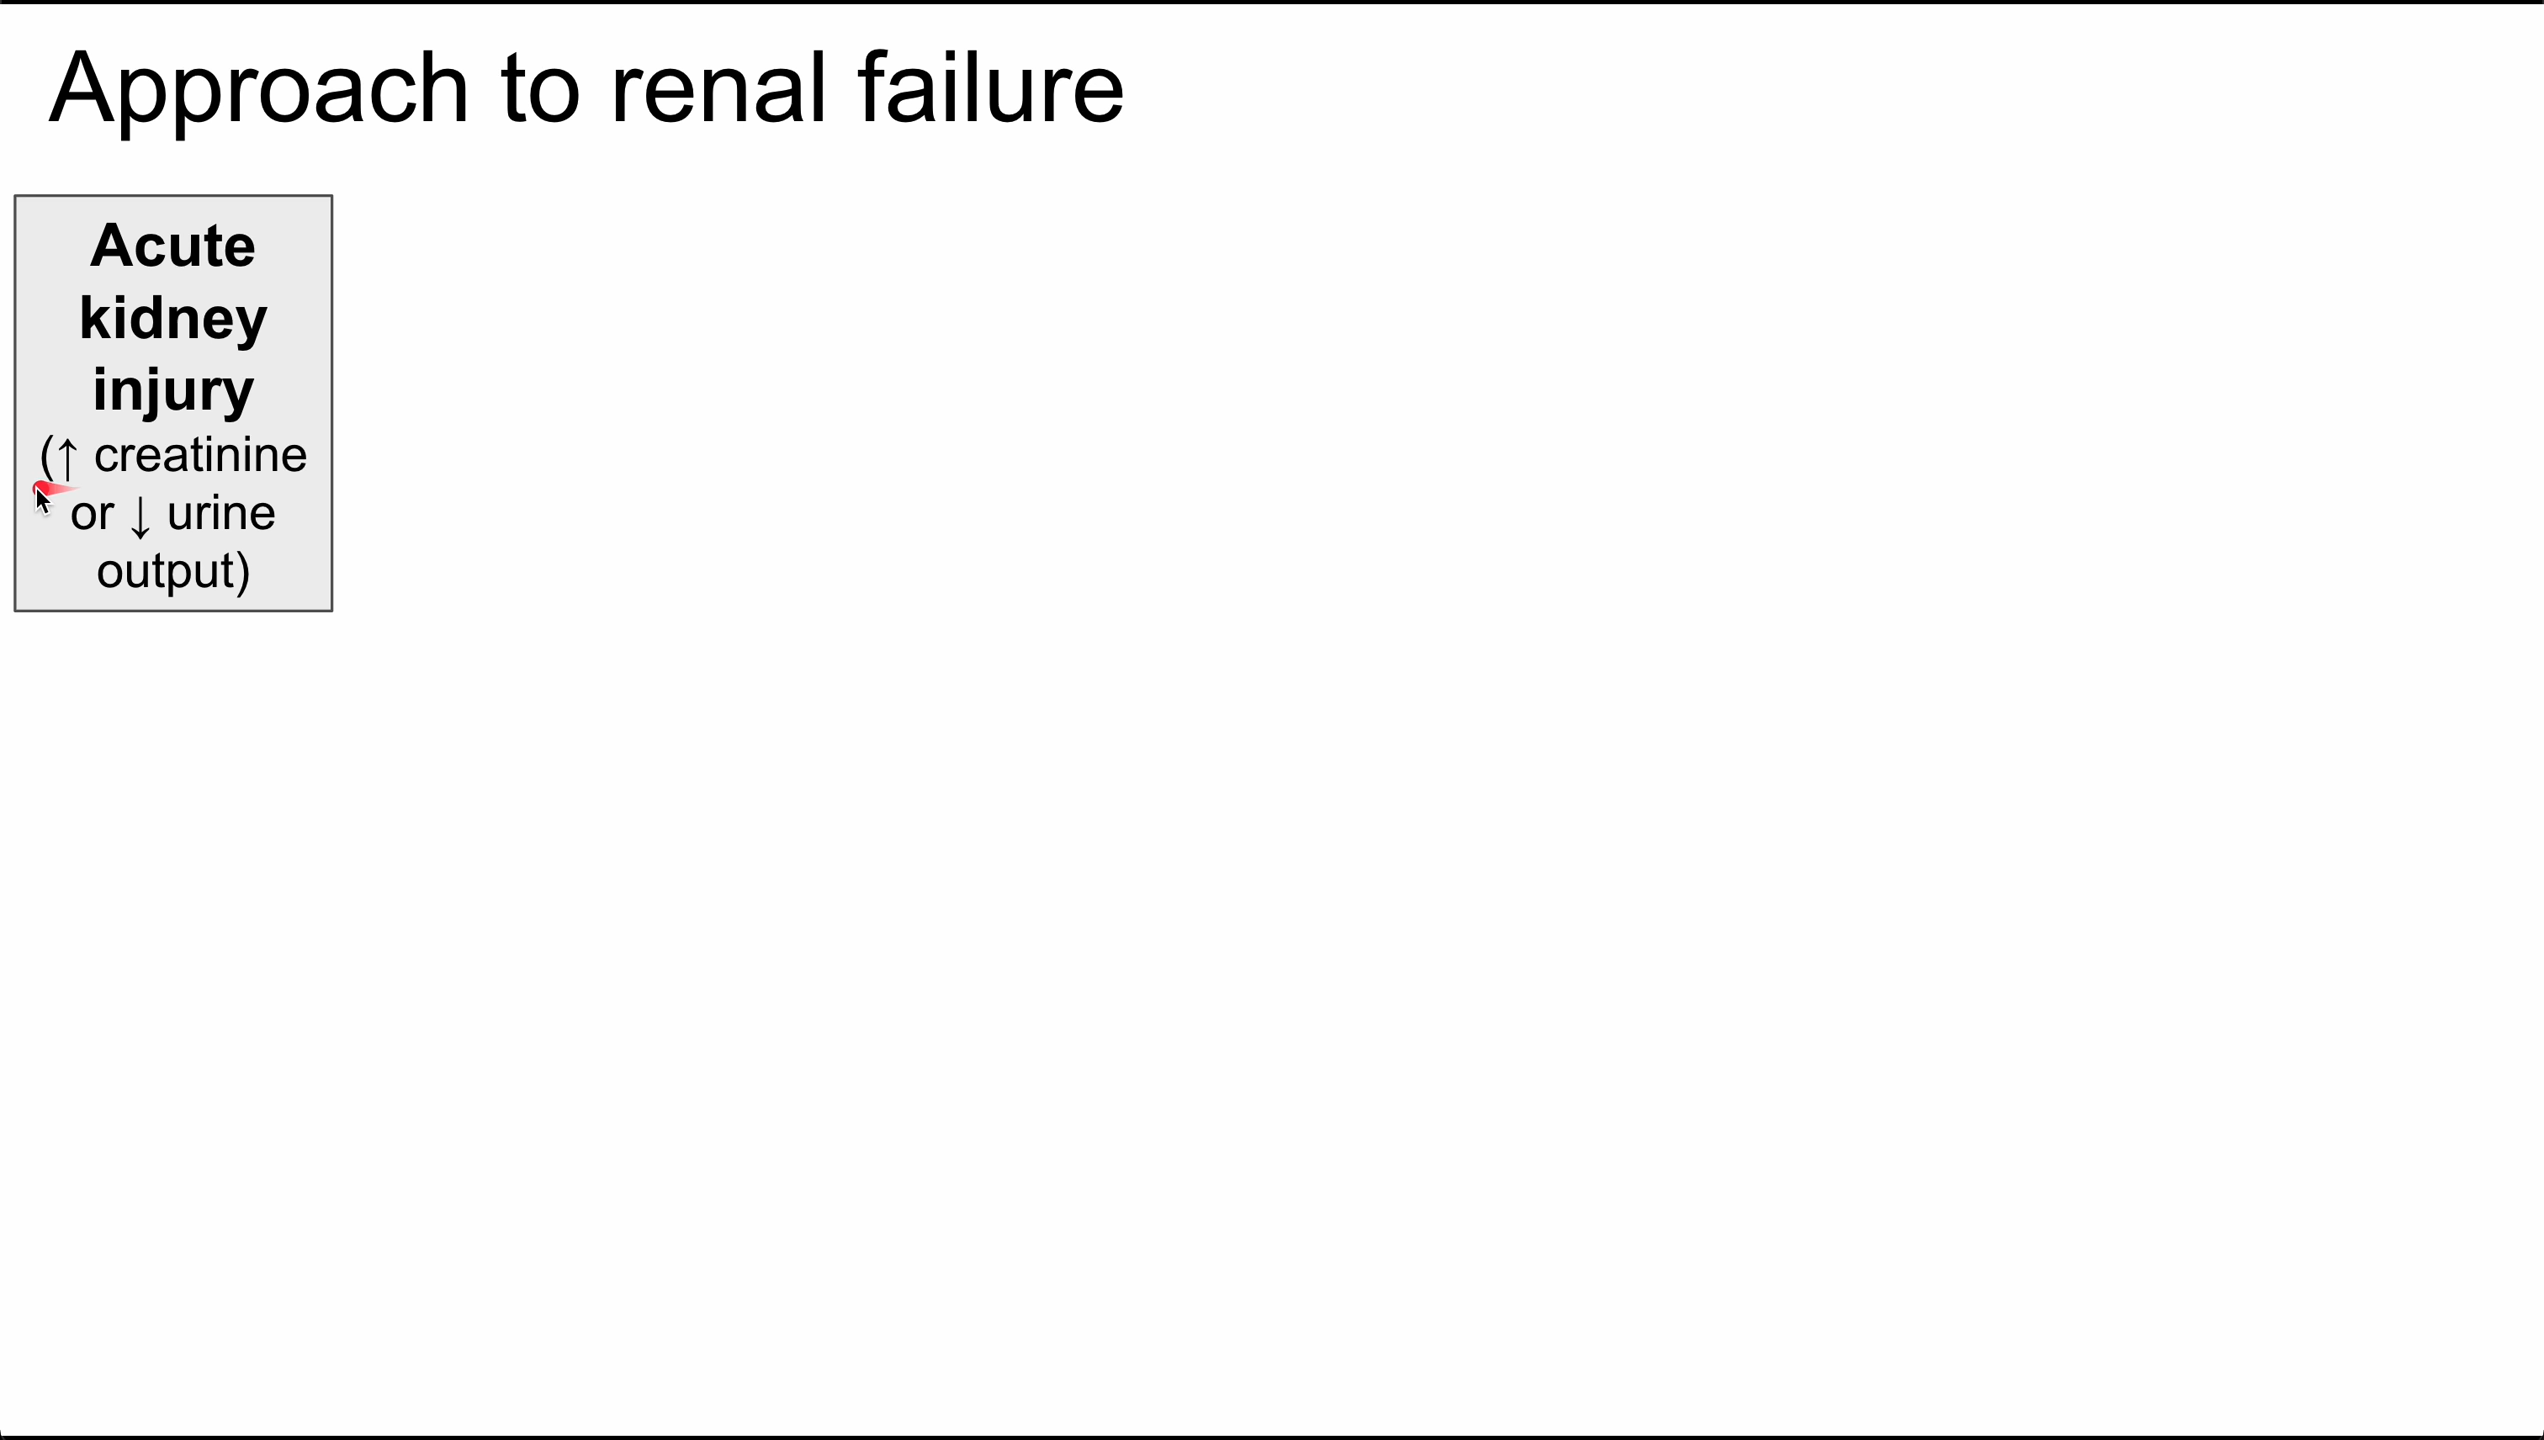 Approach to renal failure
Acute
kidney
injury
(↑ creatinine
or ↓ urine
output)